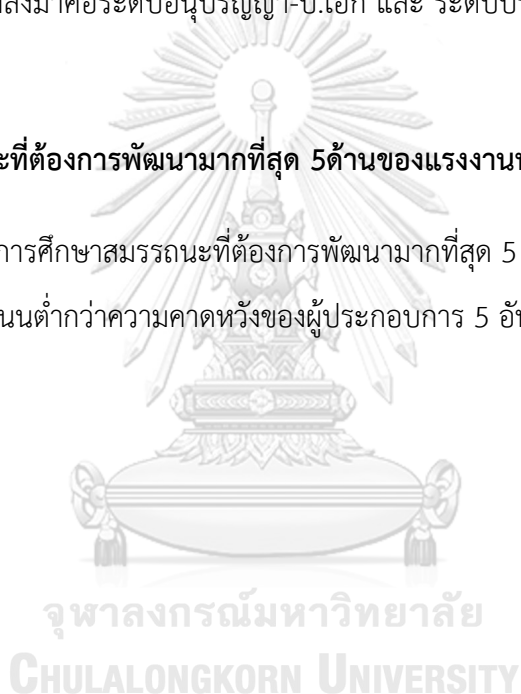 ลงมาคือระดับอนุปริญญา-ป.เอก และ ระดับ
ะที่ต้องการพัฒนามากที่สุด 5ด้านของแรงงาน
การศึกษาสมรรถนะที่ต้องการพัฒนามากที่สุด 5
นนต่ำกว่าความคาดหวังของผู้ประกอบการ 5 อัน
จุฬาลงกรณ์มหาวิทยาลัย
CHULALONGKORN UNIVERSITY